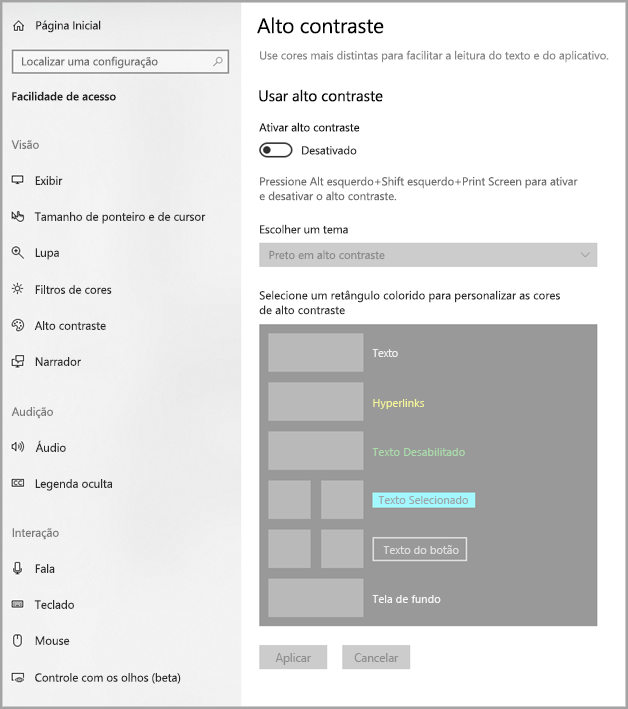 Página Inicial
Localizar uma configuração
Facilidade de acesso
Visão
Exibir
Tamanho de ponteiro e de cursor
Lupa
Filtros de cores
Alto contraste
Narrador
Audição
Áudio
Legenda oculta
Interação
Fala
Teclado
Mouse
Controle com os olhos (beta)
Alto contraste
Use cores mais distintas para facilitar a leitura do texto e do aplicativo.
Usar alto contraste
Ativar alto contraste
Desativado
Pressione Alt esquerdo+Shift esquerdo+Print Screen para ativar
e desativar o alto contraste.
Escolher um tema
Preto em alto contraste
Selecione um retângulo colorido para personalizar as cores
de alto contraste
Texto
Hyperlinks
Texto Desabilitado
Texto Selecionado
Texto do botão
Tela de fundo
Aplicar
Cancelar